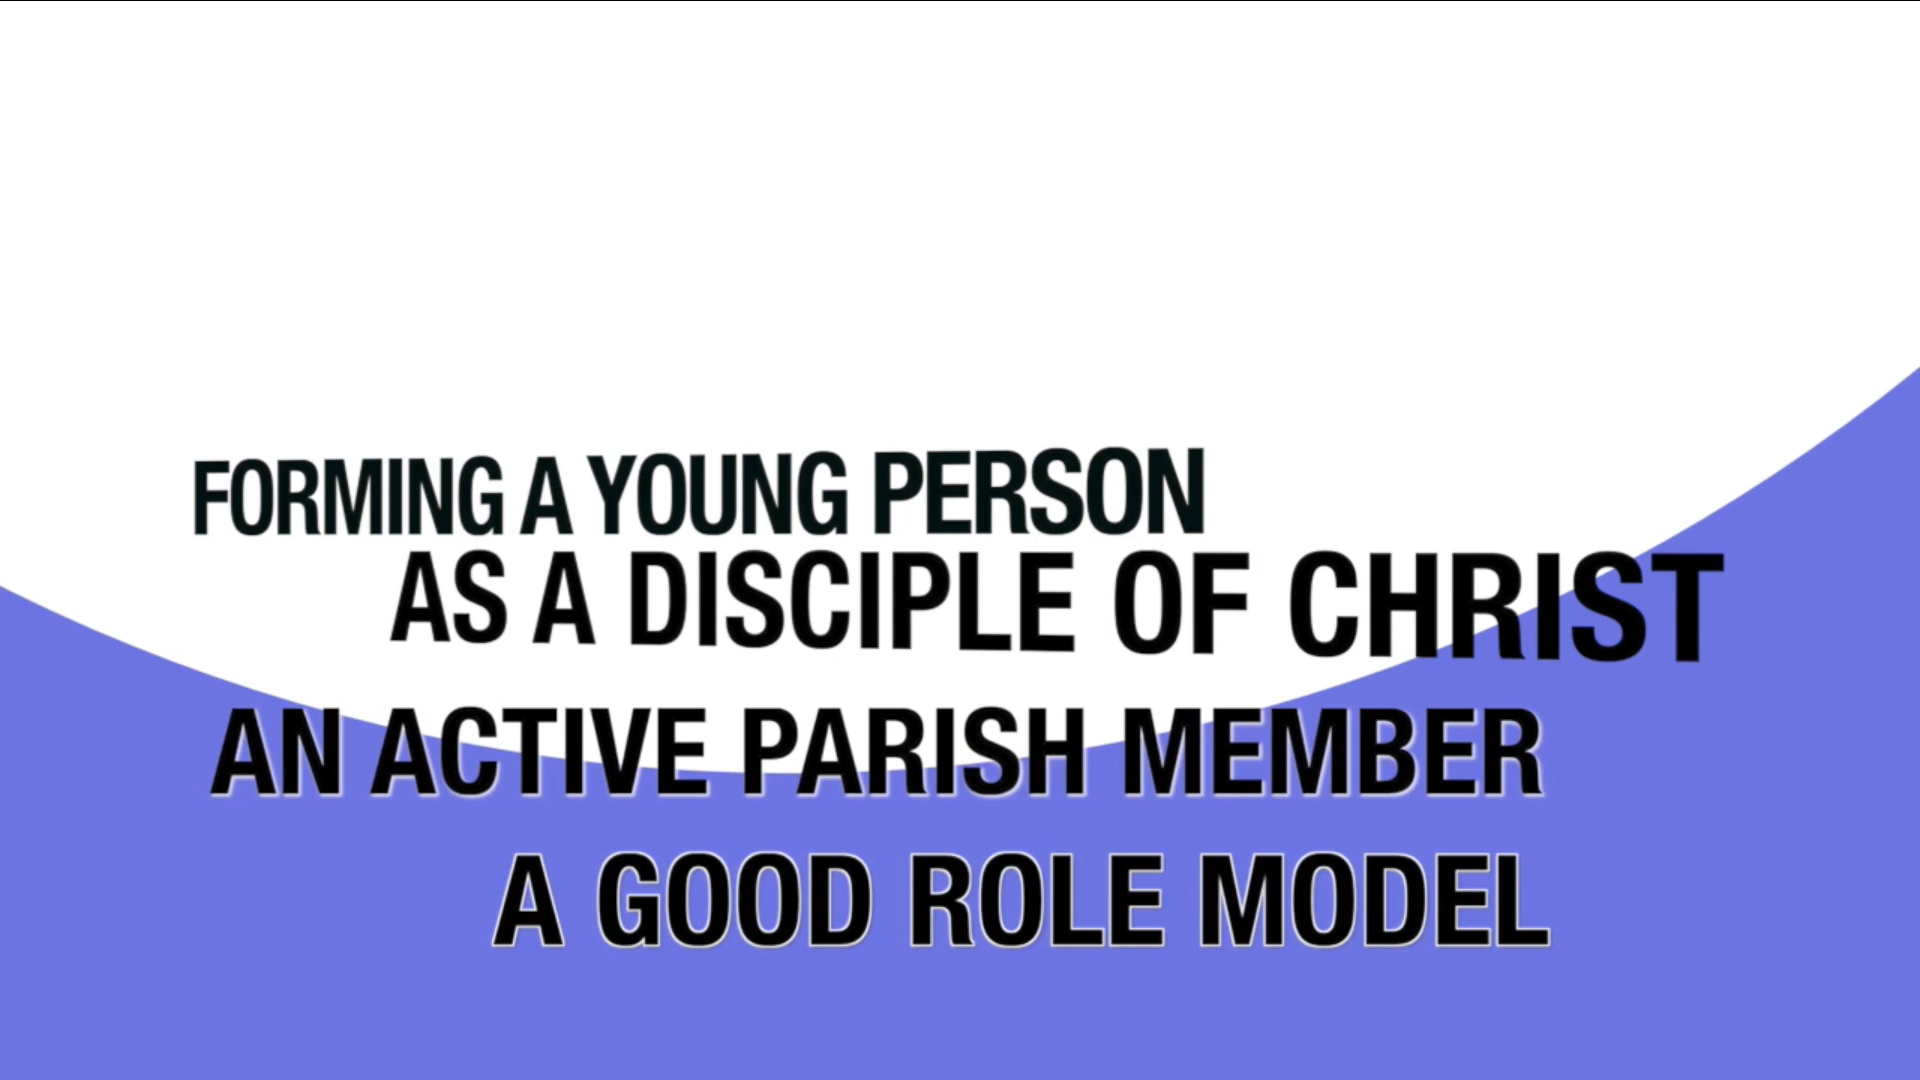 FORMING A YOUNG PERSON
AS A DISCIPLE OF CHRIST
AN ACTIVE PARISH MEMBER
A GOOD ROLE MODEL